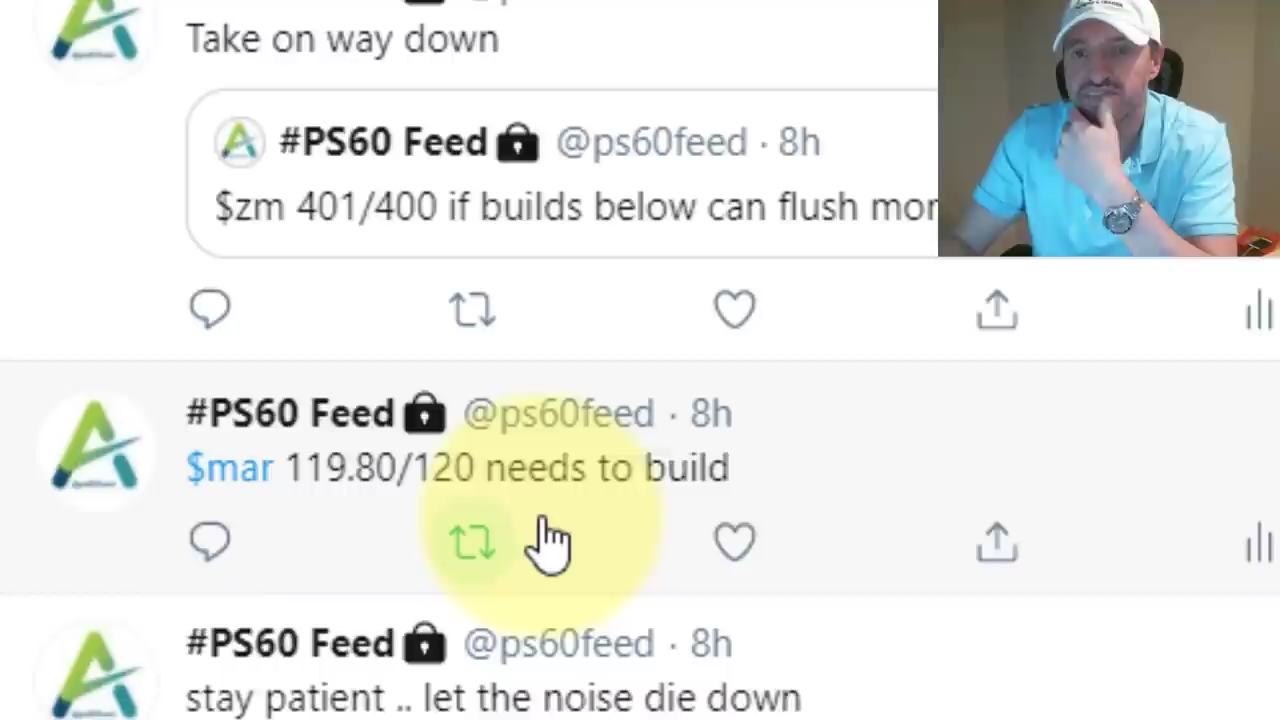 Take on way down
#PS60 Feed @ps60feed · 8h
$zm 401/400 if builds below can flush mor
#PS60 Feed @ps60feed · 8h
$mar 119.80/120 needs to build
#PS60 Feed @ps60feed · 8h
stay patient .. let the noise die down